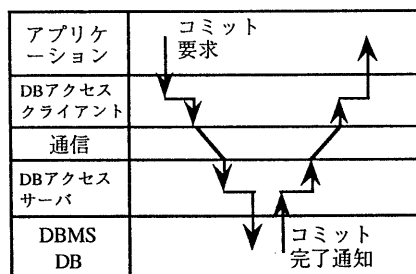 アプリケ
ーション
コミット
要求
DBアクセス
クライアント
通信
DBアクセス
サーバ
DBMS
DB
コミット
完了通知